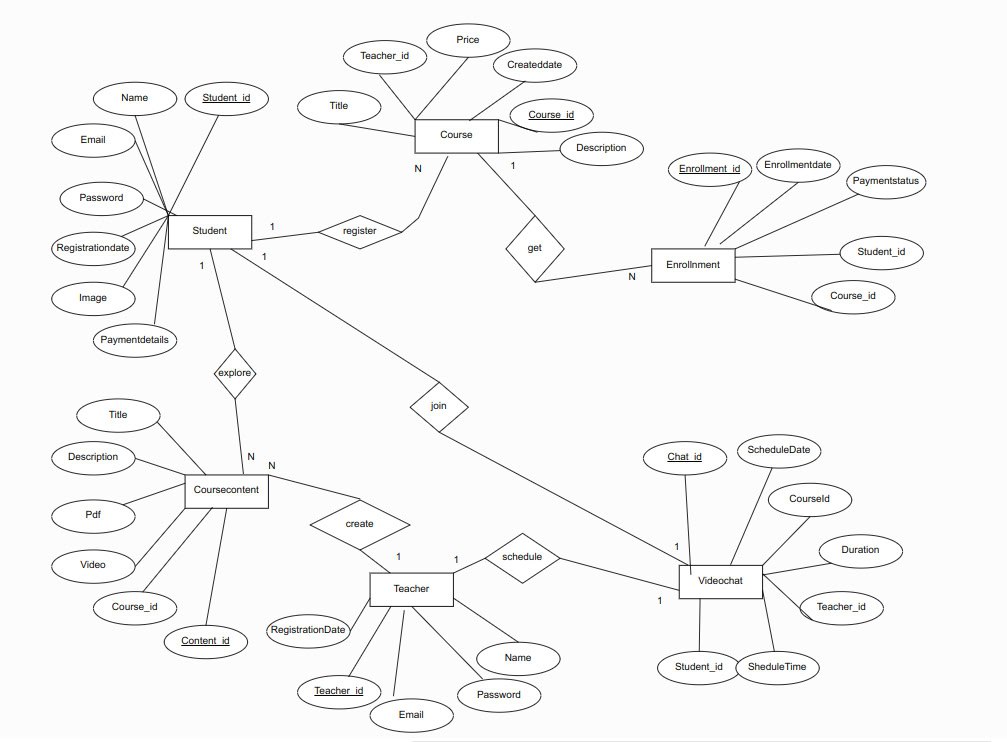 Price
Teacher_id
Createddate
Name
Student_id
Title
Course_id
Course
Email
Description
N
1
Enrollment_id
Enrollmentdate
Paymentstatus
Password
1
register
Student
get
Registrationdate
1
1
Enrollnment
N
Student_id
Image
Course_id
Paymentdetails
explore
join
Title
Description
N
N
Chat_id
ScheduleDate
Coursecontent
CourseId
Pdf
create
Video
1
1
schedule
1
Duration
Teacher
Videochat
Course_id
1
Teacher_id
RegistrationDate
Content_id
Name
Student_id
SheduleTime
Teacher_id
Password
Email